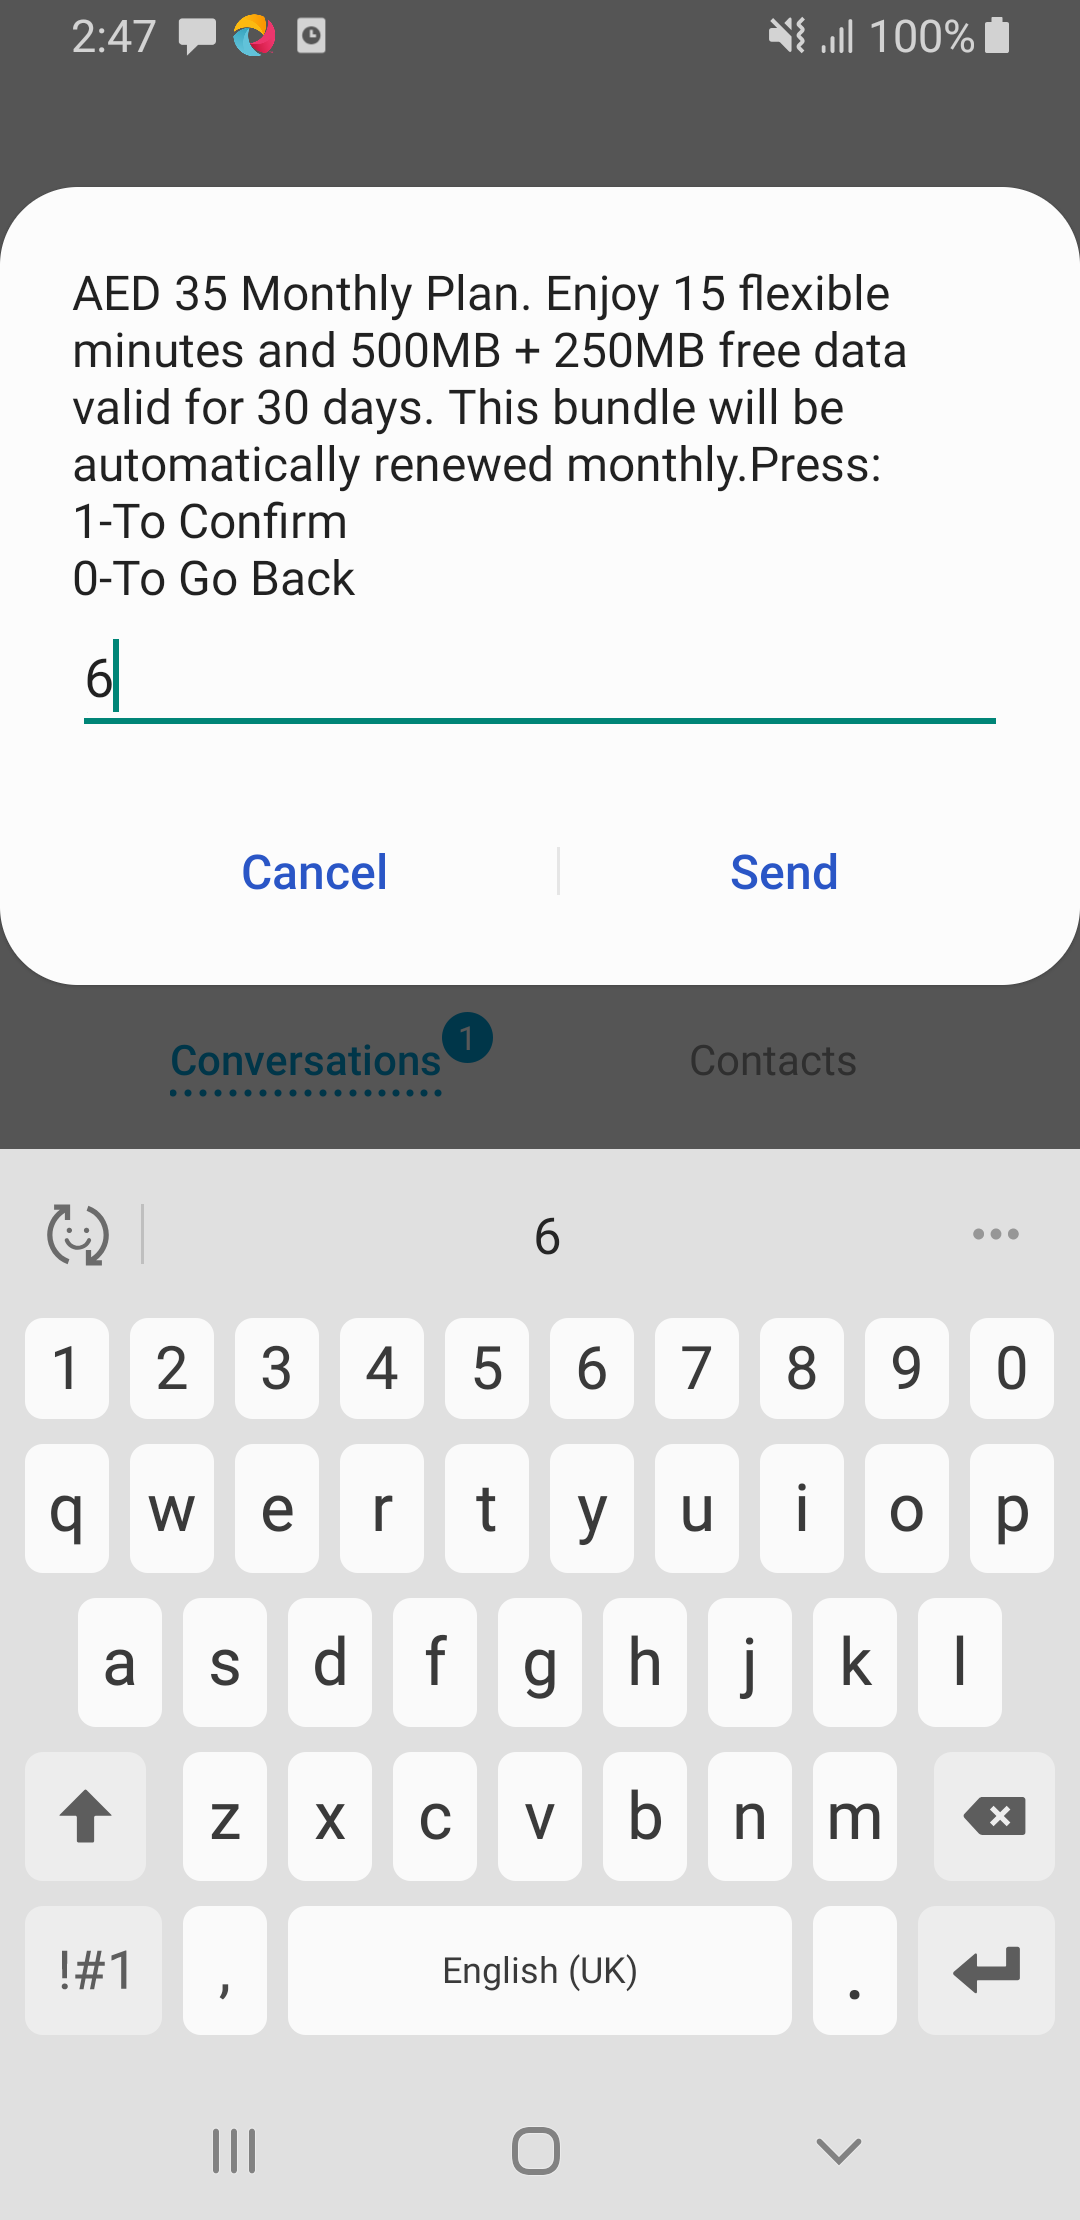 2:47
100%
AED 35 Monthly Plan. Enjoy 15 flexible
minutes and 500MB + 250MB free data
valid for 30 days. This bundle will be
automatically renewed monthly.Press:
1-To Confirm
0-To Go Back
6
Cancel
Send
Conversations
1
Contacts
6
1 2 3 4 5 6 7 8 9 0
q w e r t y u i o p
a s d f g h j k l
z x c v b n m
!#1 , English (UK) .